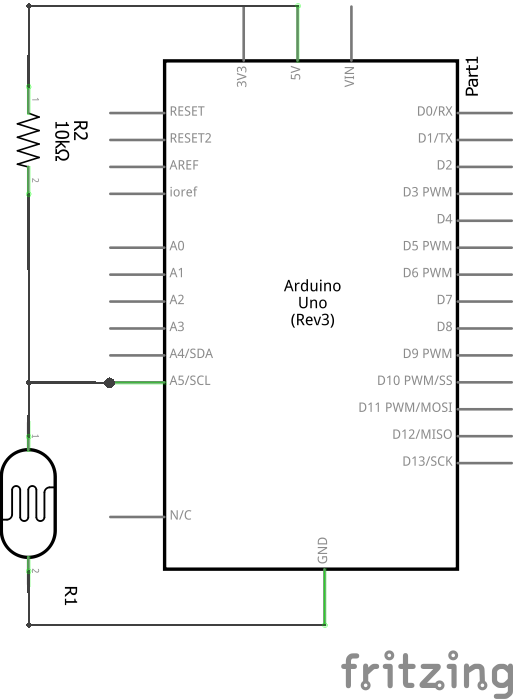 3V3
5V
VIN
Part1
1
R2
10kΩ
2
RESET
RESET2
AREF
ioref
A0
A1
A2
A3
A4/SDA
A5/SCL
N/C
Arduino
Uno
(Rev3)
D0/RX
D1/TX
D2
D3 PWM
D4
D5 PWM
D6 PWM
D7
D8
D9 PWM
D10 PWM/SS
D11 PWM/MOSI
D12/MISO
D13/SCK
1
2
R1
GND
fritzing